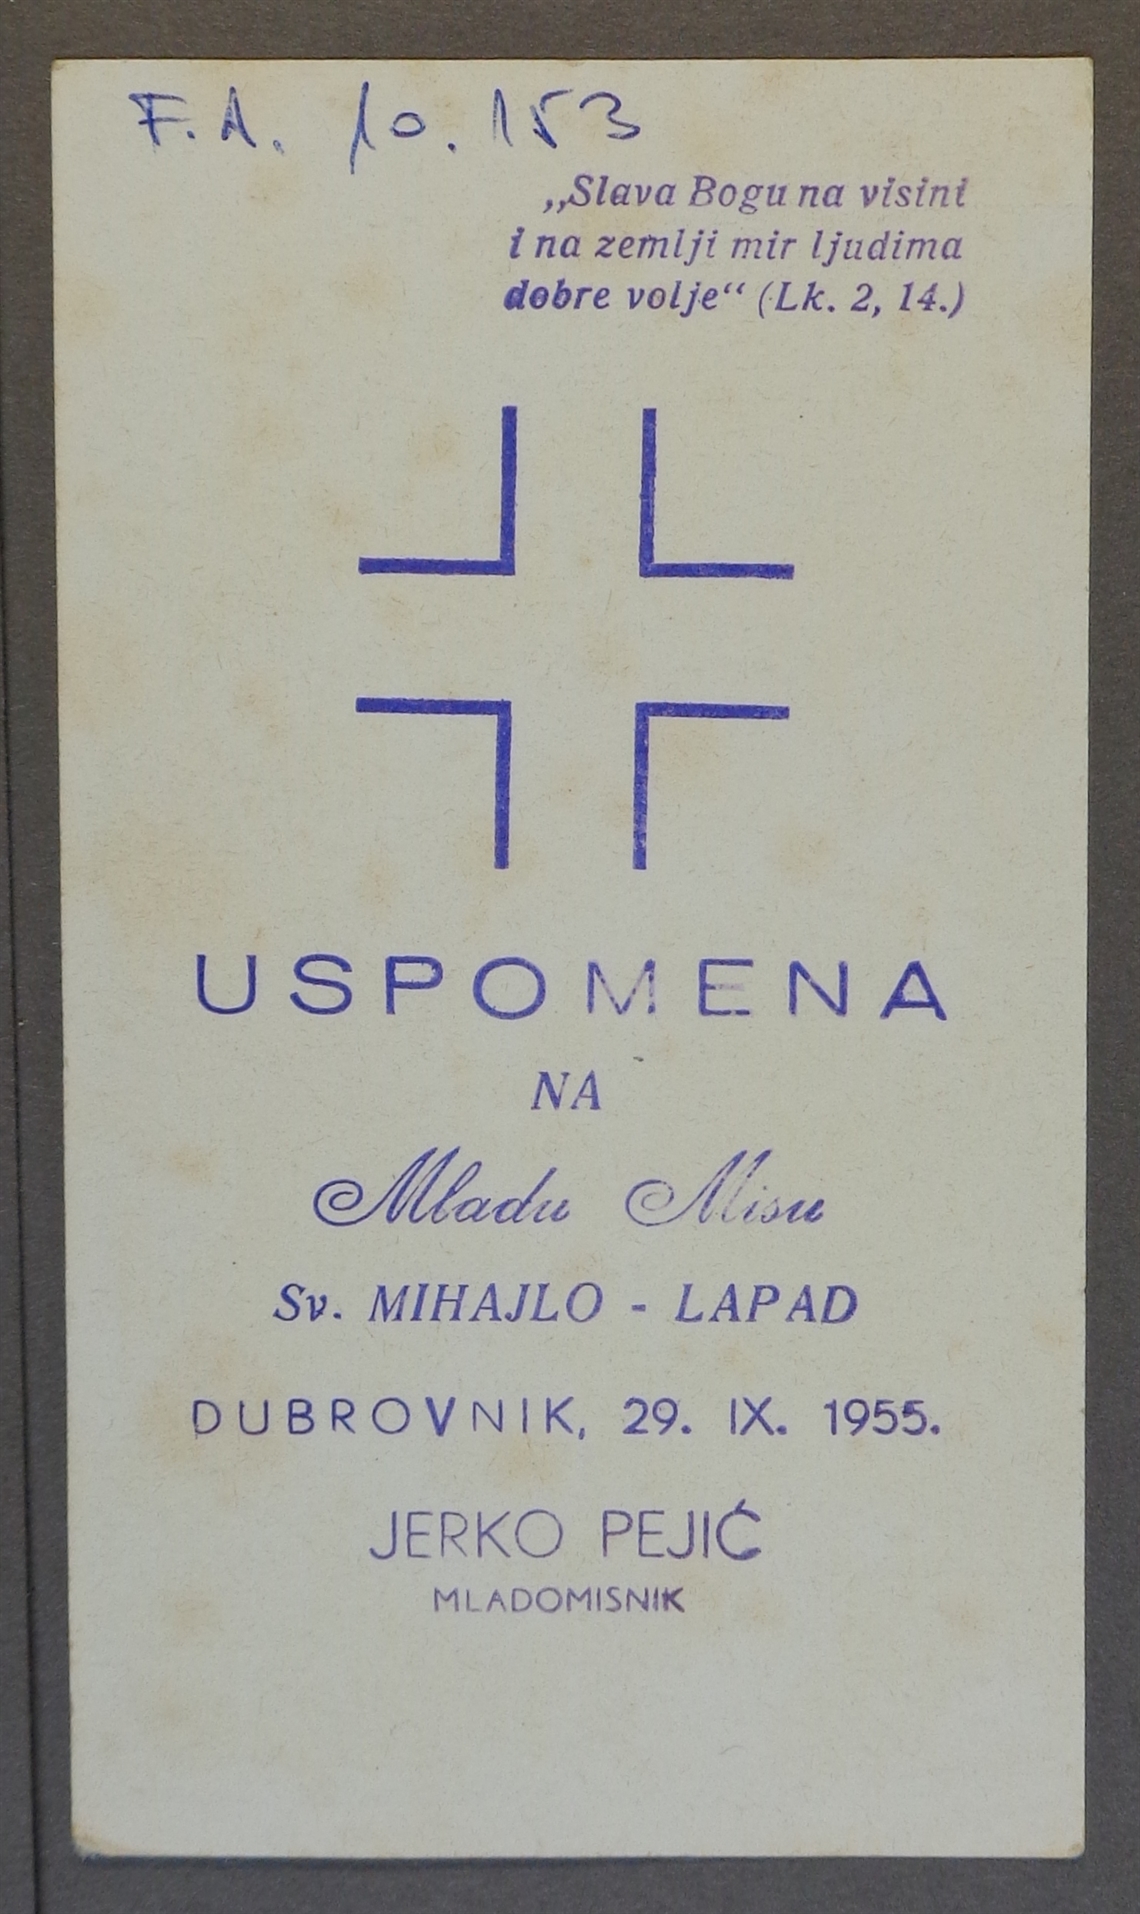 F.A. 10.153
„Slava Bogu na visini
i na zemlji mir ljudima
dobre volje“ (Lk. 2, 14.)
USPOMENA
NA
Mladu Misu
Sv. MIHAJLO - LAPAD
DUBROVNIK, 29. IX. 1955.
JERKO PEJIĆ
MLADOMISNIK